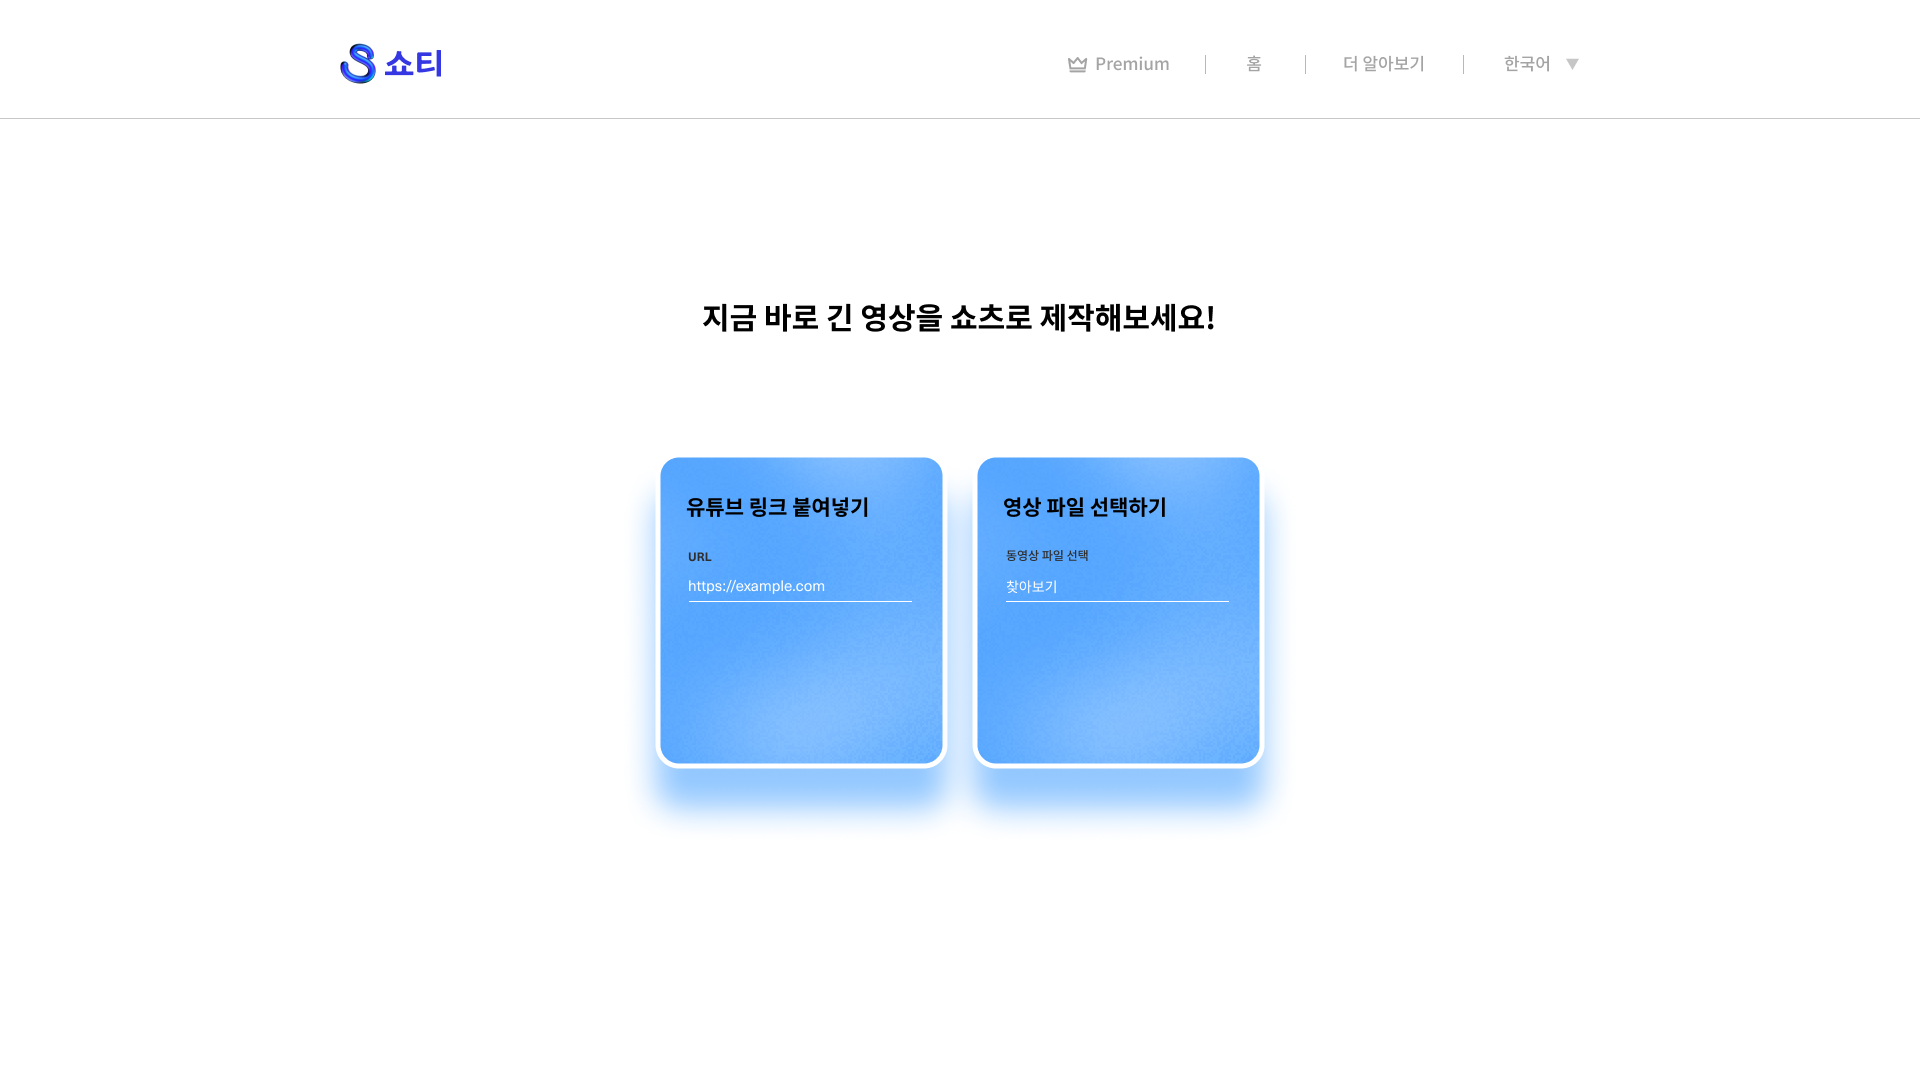 쇼티
Premium
홈
더 알아보기
한국어 ▼
지금 바로 긴 영상을 쇼츠로 제작해보세요!
유튜브 링크 붙여넣기
URL
https://example.com
영상 파일 선택하기
동영상 파일 선택
찾아보기